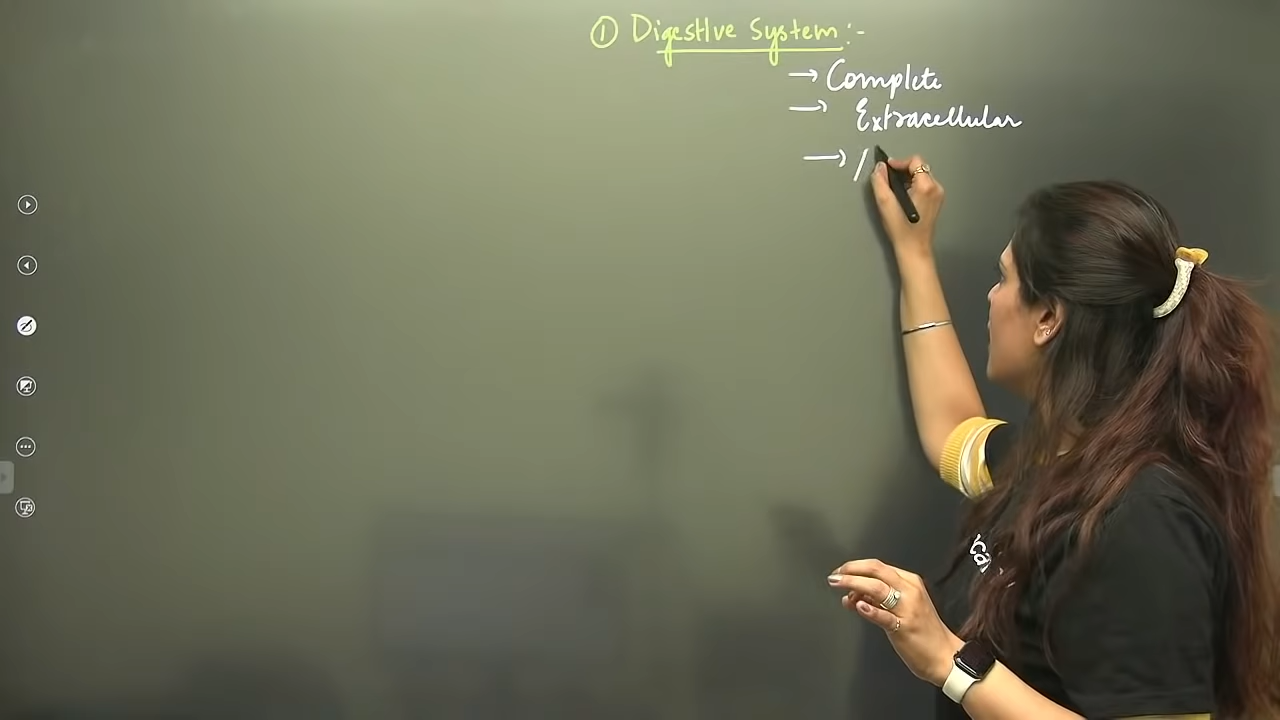 ① Digestive System :-
→ Complete
→ Extracellular
→